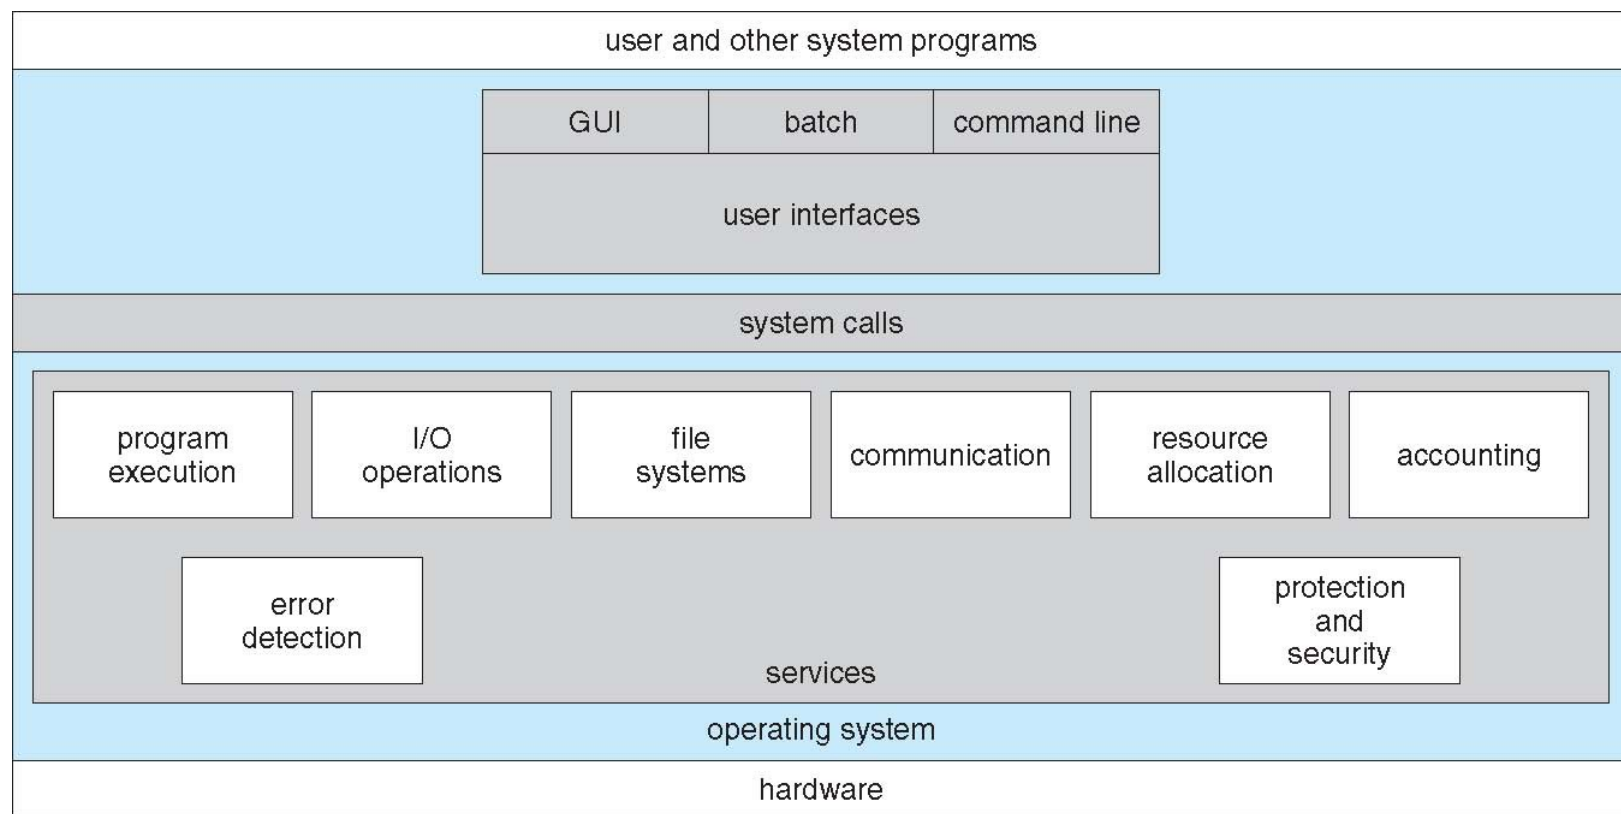 user and other system programs
GUI
batch
command line
user interfaces
system calls
program
execution
I/O
operations
file
systems
communication
resource
allocation
accounting
error
detection
protection
and
security
services
operating system
hardware